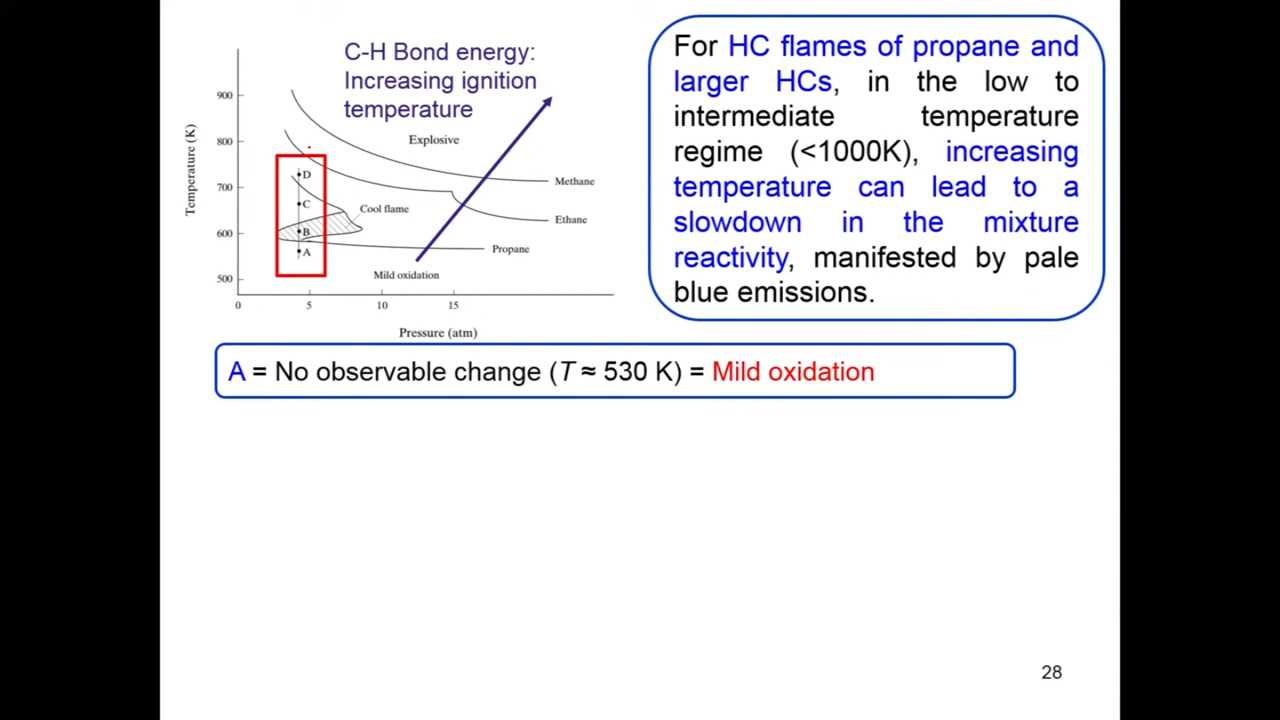 C-H Bond energy:
Increasing ignition
temperature
900
800
700
600
500
Temperature (K)
0
5
10
15
Pressure (atm)
Explosive
Methane
Ethane
Propane
Cool flame
Mild oxidation
D
C
B
A
For HC flames of propane and
larger HCs, in the low to
intermediate temperature
regime (<1000K), increasing
temperature can lead to a
slowdown in the mixture
reactivity, manifested by pale
blue emissions.
A = No observable change (T ≈ 530 K) = Mild oxidation
28